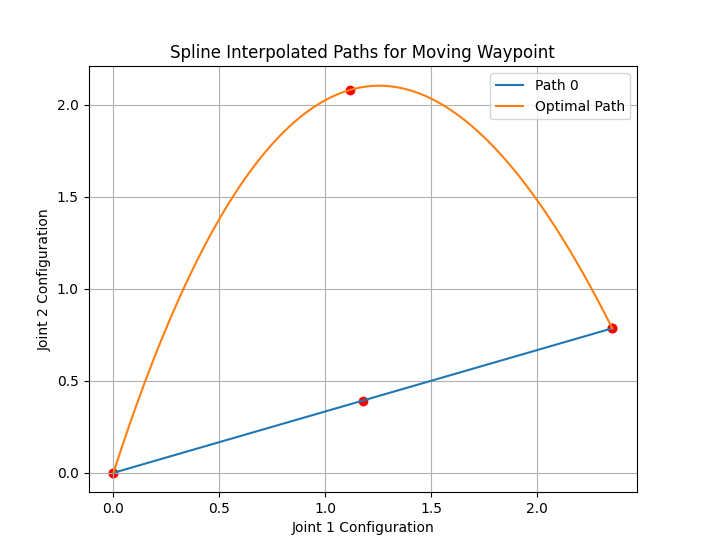 Spline Interpolated Paths for Moving Waypoint
Path 0
Optimal Path
2.0
1.5
1.0
0.5
0.0
Joint 2 Configuration
0.0 0.5 1.0 1.5 2.0
Joint 1 Configuration